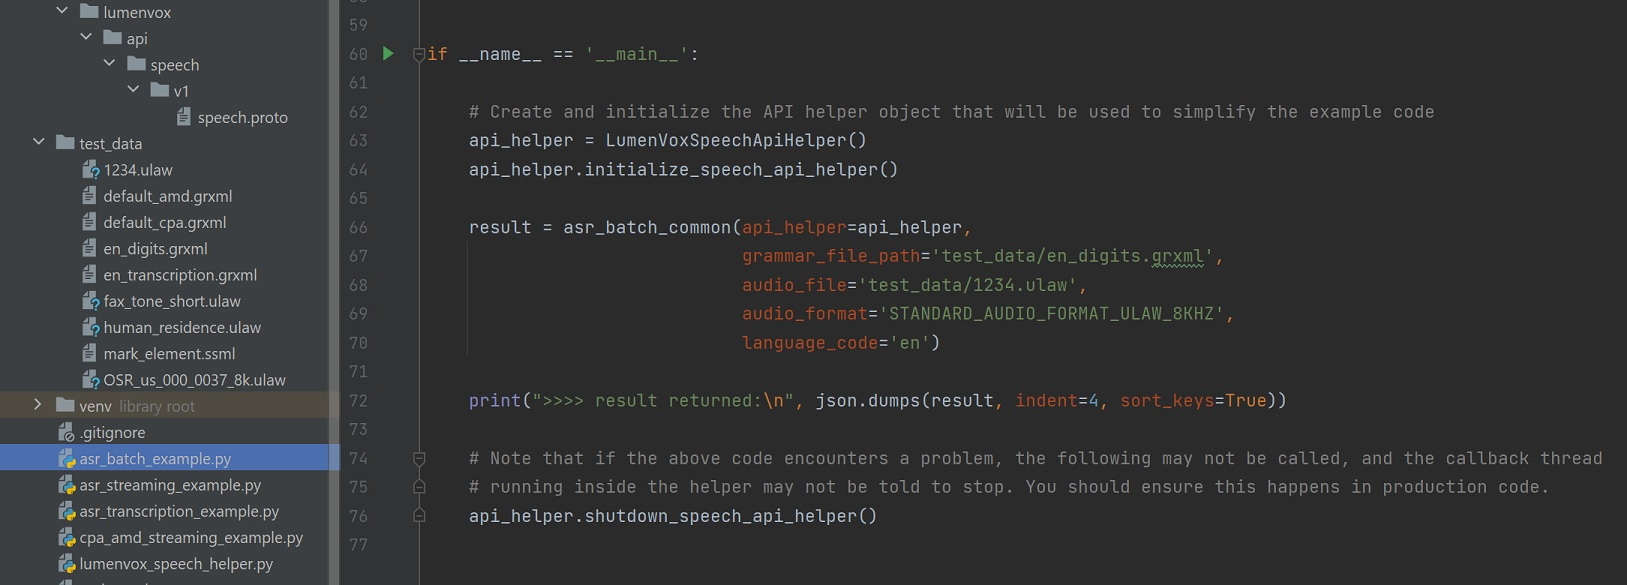 lumenvox
api
speech
v1
speech.proto
test_data
1234.ulaw
default_amd.grxml
default_cpa.grxml
en_digits.grxml
en_transcription.grxml
fax_tone_short.ulaw
human_residence.ulaw
mark_element.ssml
OSR_us_000_0037_8k.ulaw
venv library root
.gitignore
asr_batch_example.py
asr_streaming_example.py
asr_transcription_example.py
cpa_amd_streaming_example.py
lumenvox_speech_helper.py
59
60 if __name__ == '__main__':
61
62 # Create and initialize the API helper object that will be used to simplify the example code
63 api_helper = LumenVoxSpeechApiHelper()
64 api_helper.initialize_speech_api_helper()
65
66 result = asr_batch_common(api_helper=api_helper,
67 grammar_file_path='test_data/en_digits.grxml',
68 audio_file='test_data/1234.ulaw',
69 audio_format='STANDARD_AUDIO_FORMAT_ULAW_8KHZ',
70 language_code='en')
71
72 print(">>>> result returned:\n", json.dumps(result, indent=4, sort_keys=True))
73
74 # Note that if the above code encounters a problem, the following may not be called, and the callback thread
75 # running inside the helper may not be told to stop. You should ensure this happens in production code.
76 api_helper.shutdown_speech_api_helper()
77